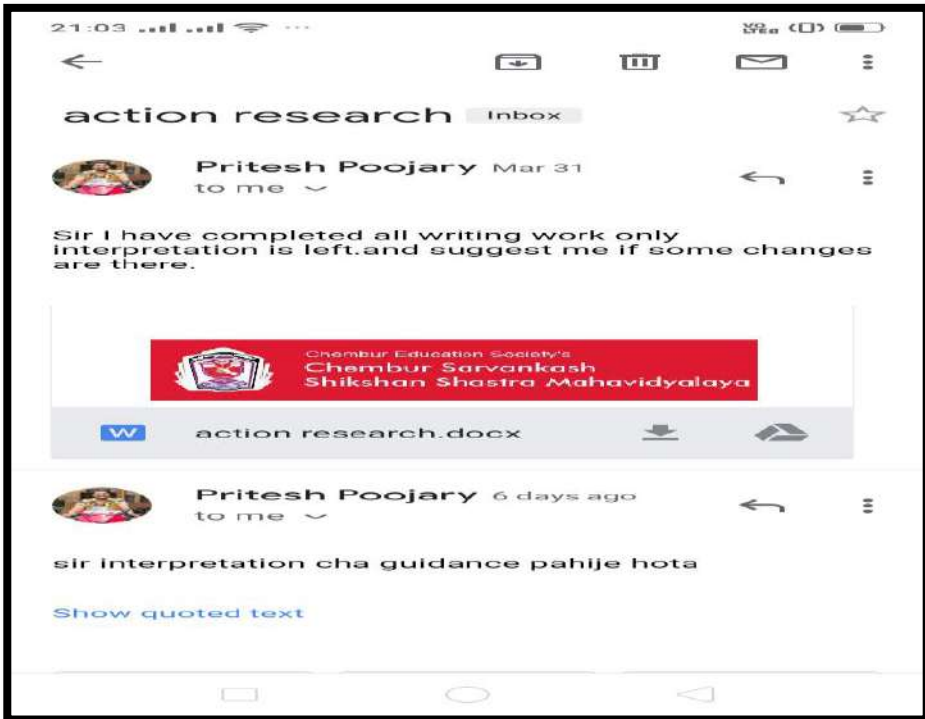 21:03
VO
LTE
action research Inbox
Pritesh Poojary Mar 31
to me
Sir I have completed all writing work only
interpretation is left.and suggest me if some changes
are there.
Chembur Education Society's
Chembur Sarvankash
Shikshan Shastra Mahavidyalaya
W action research.docx
Pritesh Poojary 6 days ago
to me
sir interpretation cha guidance pahije hota
Show quoted text